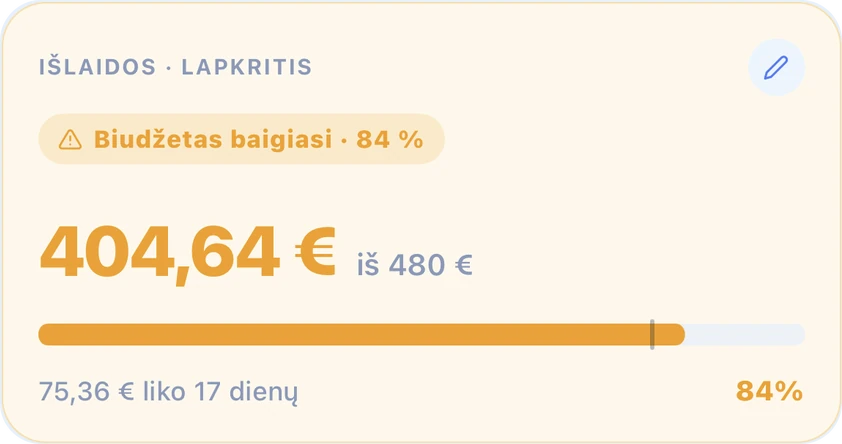 IŠLAIDOS · LAPKRITIS
Biudžetas baigiasi · 84 %
404,64 € iš 480 €
75,36 € liko 17 dienų
84%